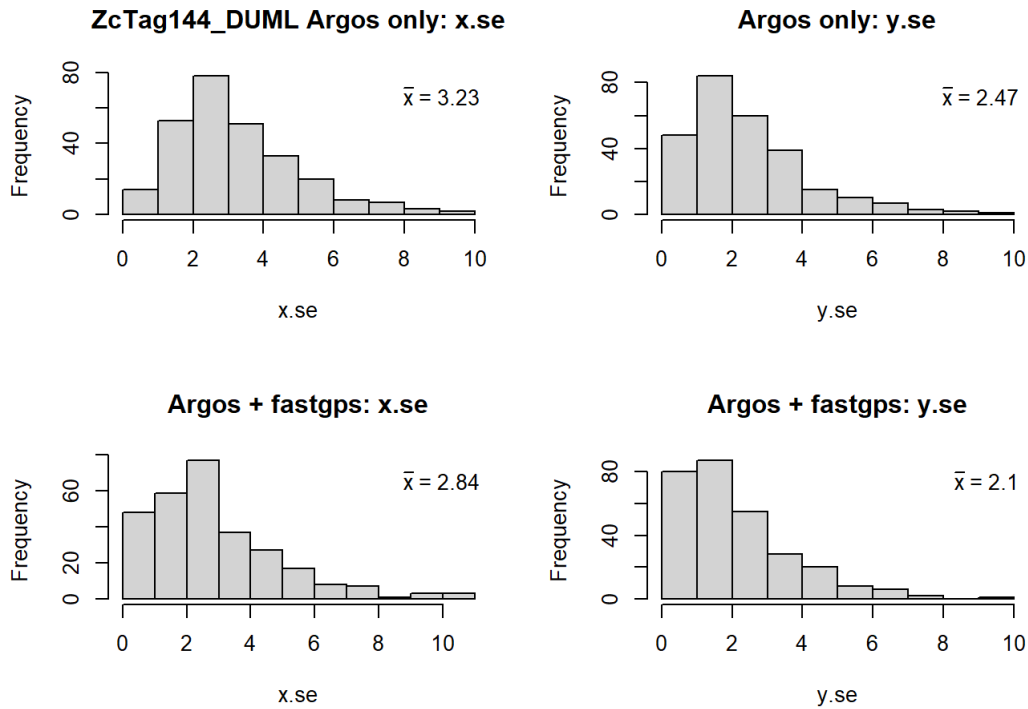 ZcTag144_DUML Argos only: x.se
Frequency
0 40 80
x̅ = 3.23
0 2 4 6 8 10
x.se
Argos only: y.se
Frequency
0 40 80
x̅ = 2.47
0 2 4 6 8 10
y.se
Argos + fastgps: x.se
Frequency
0 20 60
x̅ = 2.84
0 2 4 6 8 10
x.se
Argos + fastgps: y.se
Frequency
0 40 80
x̅ = 2.1
0 2 4 6 8 10
y.se